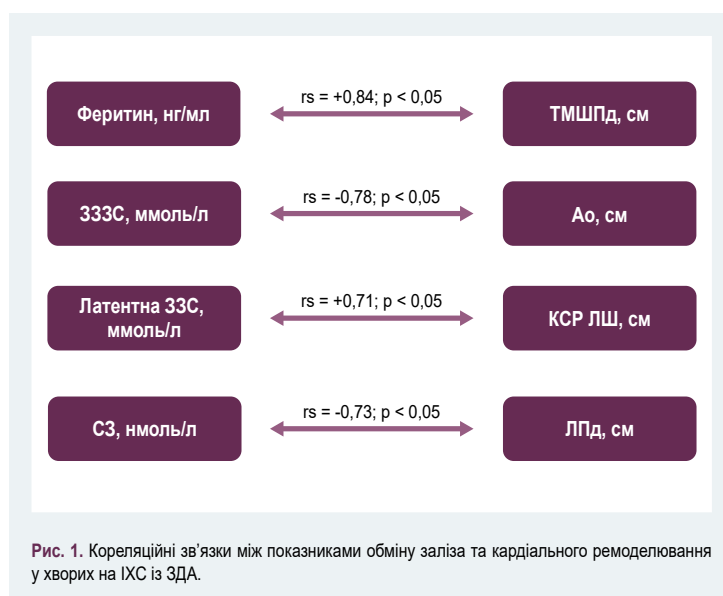 Феритин, нг/мл
rs = +0,84; p < 0,05
ТМШПд, см
ЗЗЗС, ммоль/л
rs = -0,78; p < 0,05
Ао, см
Латентна ЗЗС,
ммоль/л
rs = +0,71; p < 0,05
КСР ЛШ, см
СЗ, нмоль/л
rs = -0,73; p < 0,05
ЛПд, см
Рис. 1. Кореляційні зв’язки між показниками обміну заліза та кардіального ремоделювання
у хворих на ІХС із ЗДА.